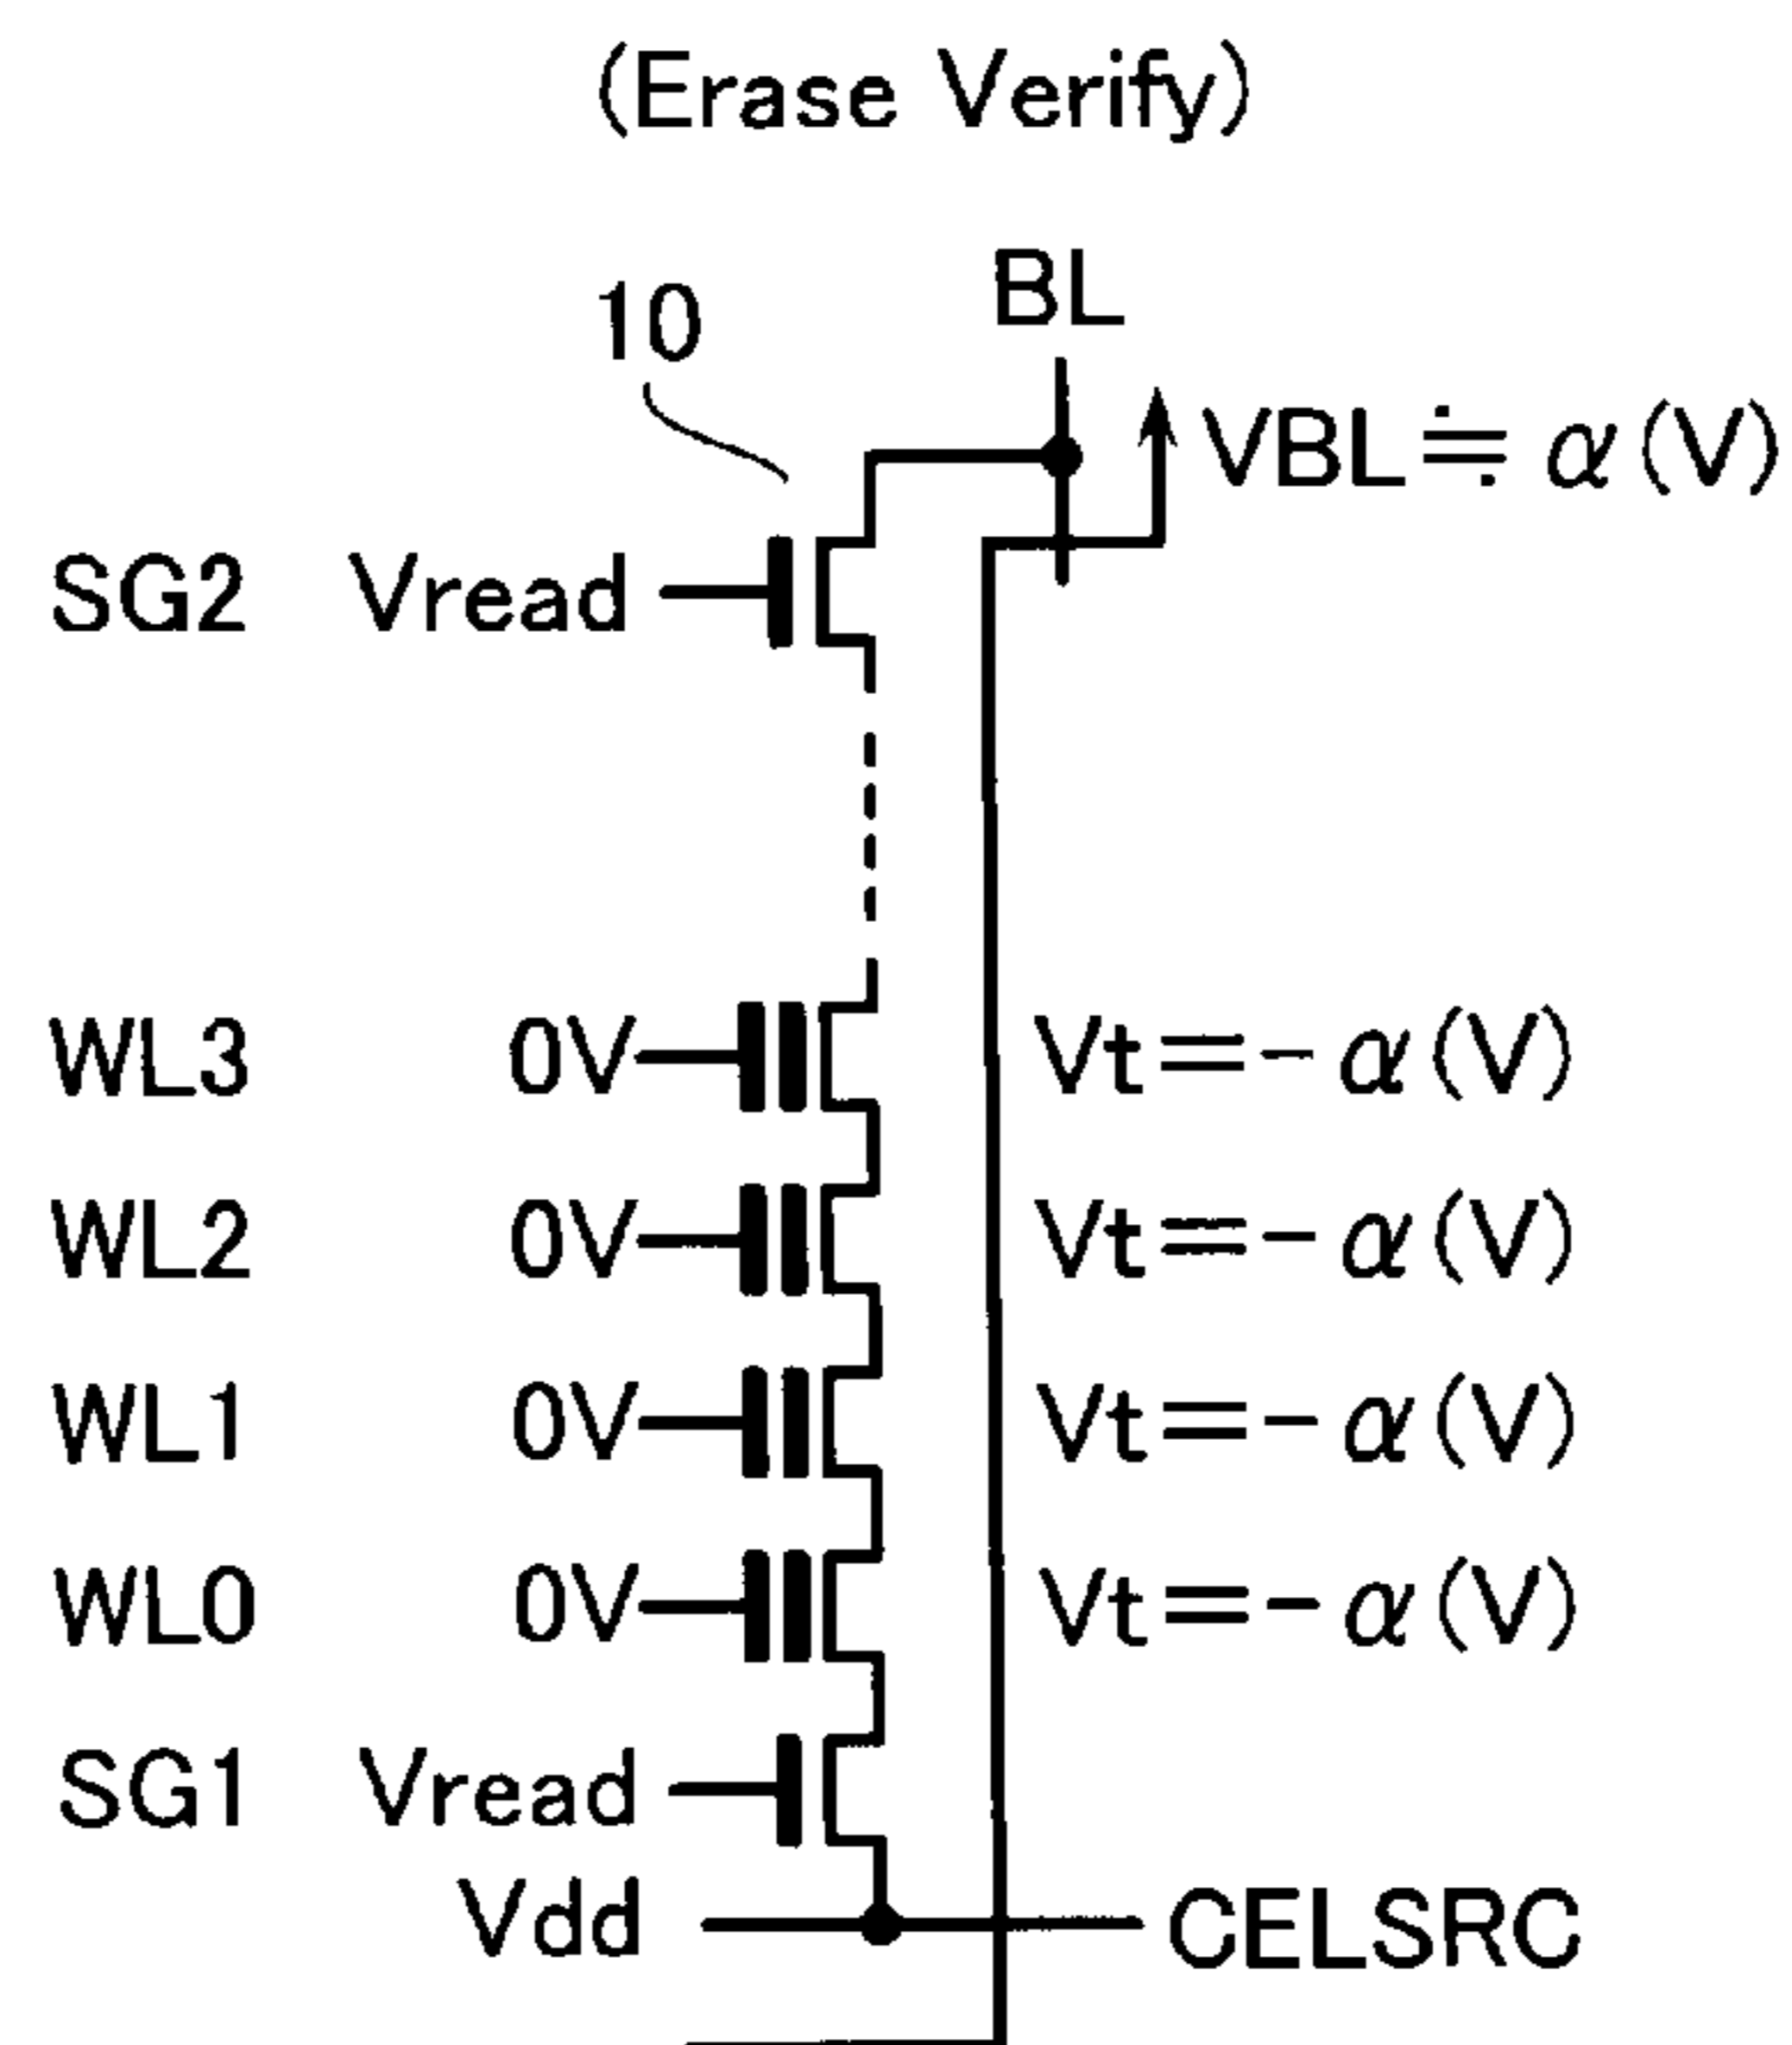 (Erase Verify)
BL
10
VBL≒α(V)
SG2 Vread
WL3 0V Vt=-α(V)
WL2 0V Vt=-α(V)
WL1 0V Vt=-α(V)
WL0 0V Vt=-α(V)
SG1 Vread
Vdd CELSRC